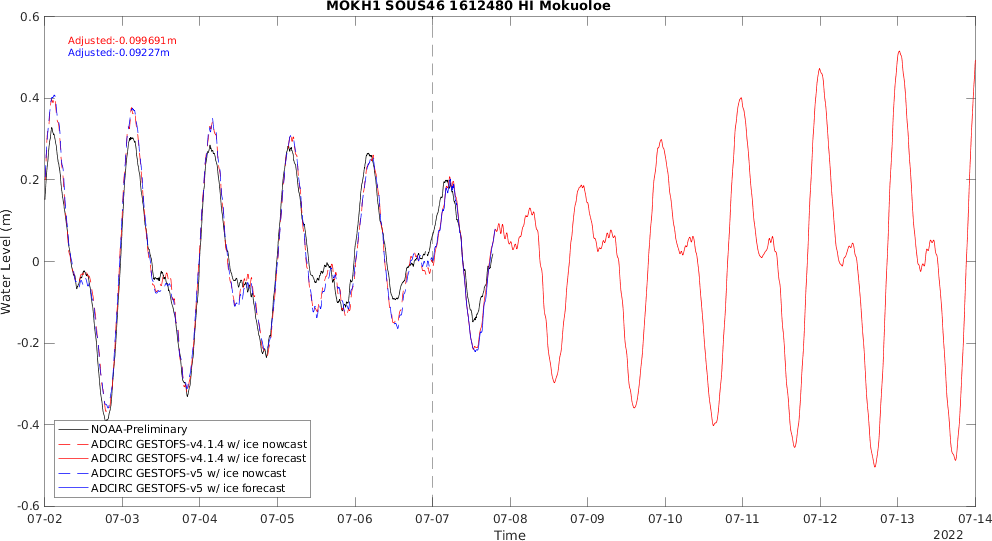 MOKH1 SOUS46 1612480 HI Mokuoloe
Adjusted:-0.099691m
Adjusted:-0.09227m
0.6
0.4
0.2
0
-0.2
-0.4
-0.6
Water Level (m)
NOAA-Preliminary
ADCIRC GESTOFS-v4.1.4 w/ ice nowcast
ADCIRC GESTOFS-v4.1.4 w/ ice forecast
ADCIRC GESTOFS-v5 w/ ice nowcast
ADCIRC GESTOFS-v5 w/ ice forecast
07-02 07-03 07-04 07-05 07-06 07-07 07-08 07-09 07-10 07-11 07-12 07-13 07-14
Time
2022